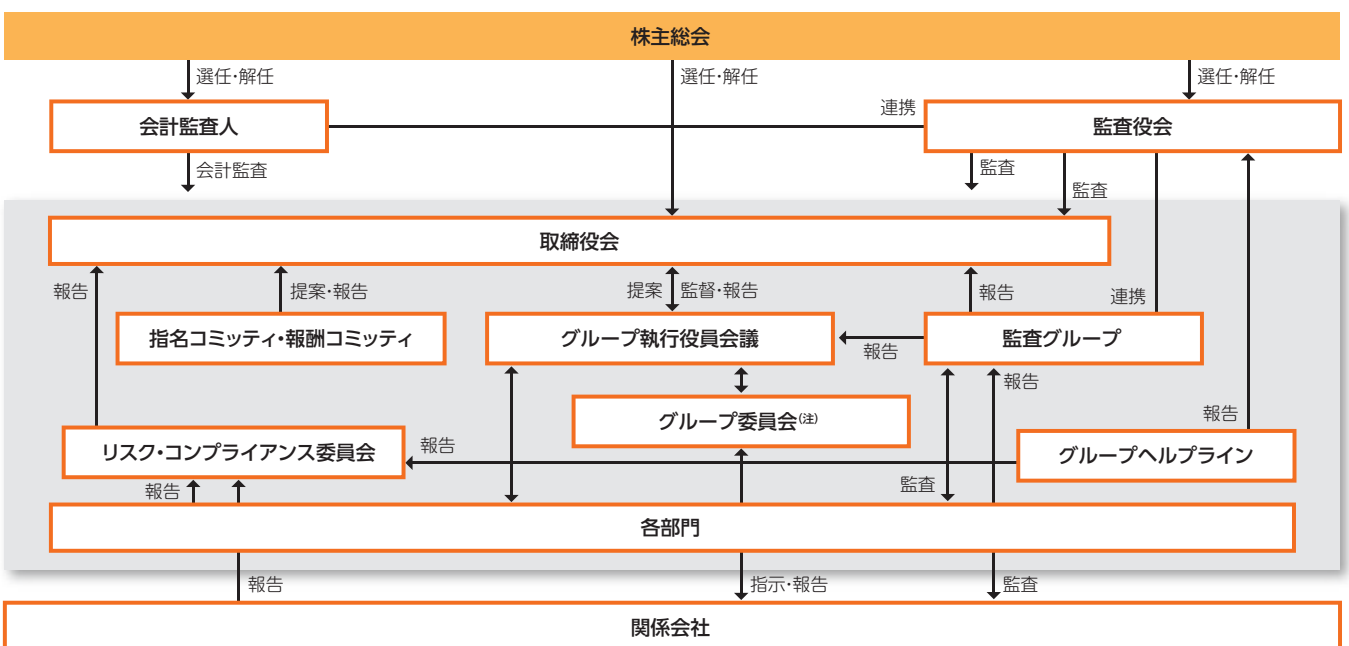 株主総会
選任・解任
選任・解任
選任・解任
会計監査人
連携
監査役会
会計監査
監査
監査
取締役会
報告
提案・報告
提案
監督・報告
報告
連携
指名コミッティ・報酬コミッティ
グループ執行役員会議
報告
監査グループ
報告
グループ委員会(注)
報告
リスク・コンプライアンス委員会
報告
グループヘルプライン
報告
監査
各部門
報告
指示・報告
監査
関係会社